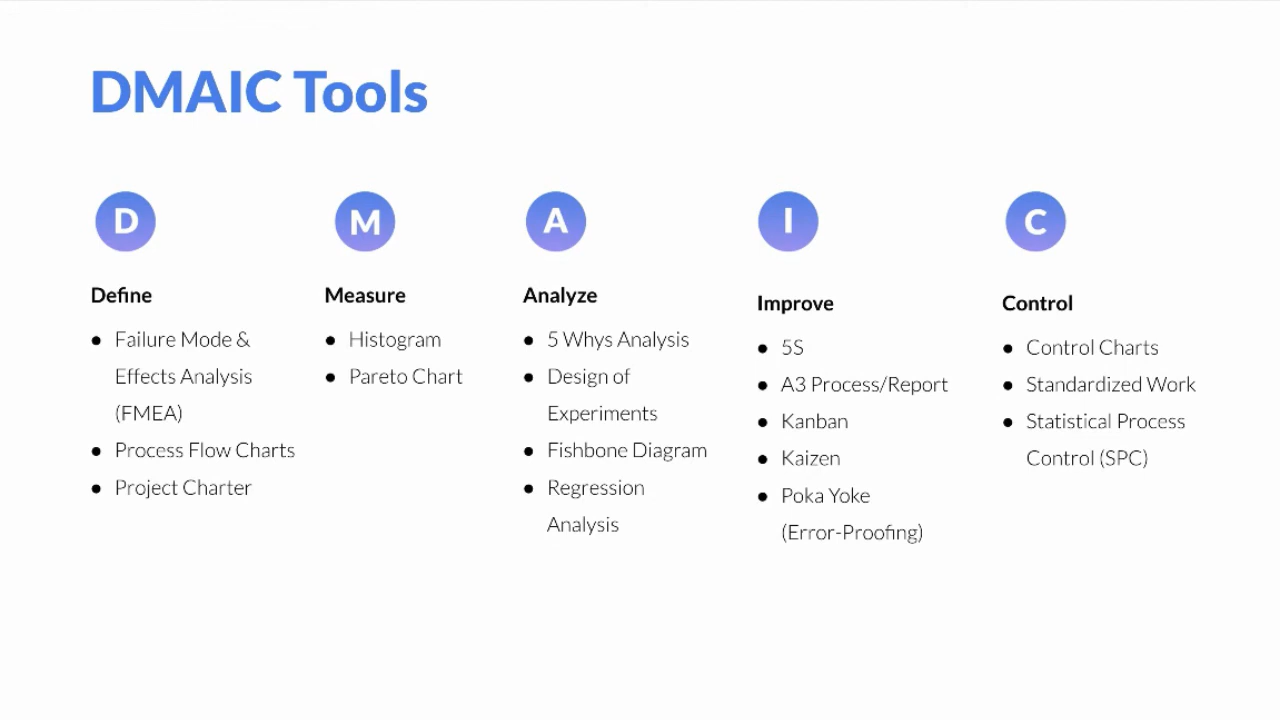 DMAIC Tools
D
Define
● Failure Mode &
Effects Analysis
(FMEA)
● Process Flow Charts
● Project Charter
M
Measure
● Histogram
● Pareto Chart
A
Analyze
● 5 Whys Analysis
● Design of
Experiments
● Fishbone Diagram
● Regression
Analysis
I
Improve
● 5S
● A3 Process/Report
● Kanban
● Kaizen
● Poka Yoke
(Error-Proofing)
C
Control
● Control Charts
● Standardized Work
● Statistical Process
Control (SPC)